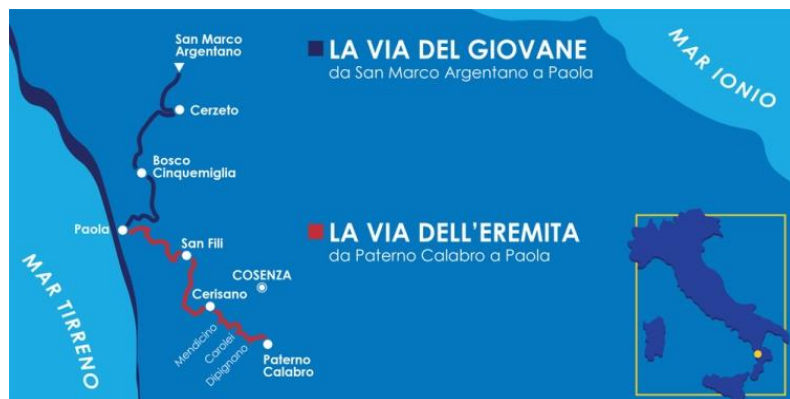 San Marco
Argentano
Cerzeto
Bosco
Cinquemiglia
Paola
San Fili
COSENZA
Cerisano
Mendicino
Carolei
Dipignano
Paterno
Calabro
MAR TIRRENO
LA VIA DEL GIOVANE
da San Marco Argentano a Paola
LA VIA DELL'EREMITA
da Paterno Calabro a Paola
MAR IONIO